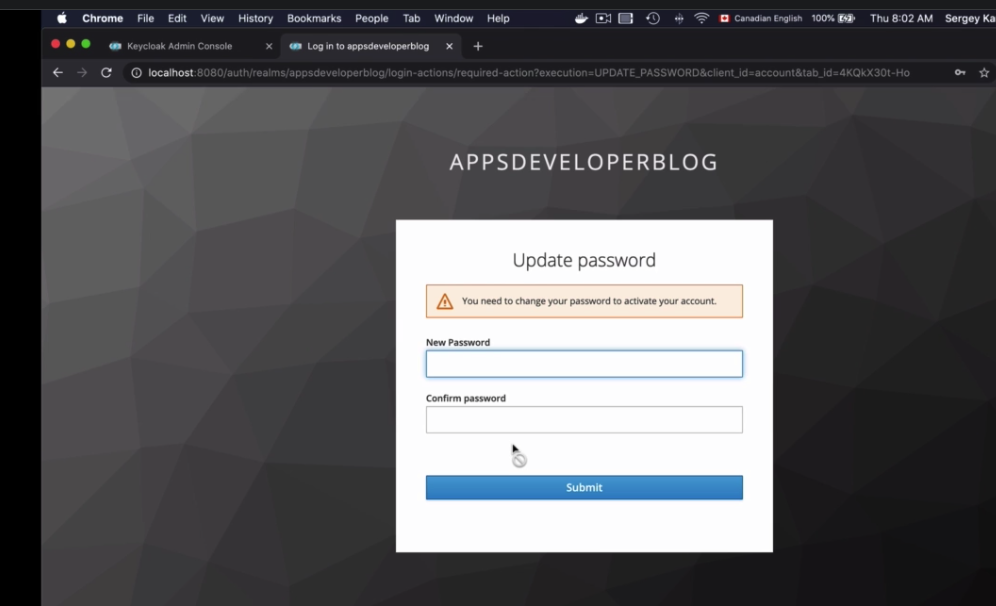 Chrome File Edit View History Bookmarks People Tab Window Help Canadian English 100% Thu 8:02 AM Sergey
Keycloak Admin Console Log in to appsdeveloperblog
localhost:8080/auth/realms/appsdeveloperblog/login-actions/required-action?execution=UPDATE_PASSWORD&client_id=account&tab_id=4KQkX30t-Ho
APPSDEVELOPERBLOG
Update password
You need to change your password to activate your account.
New Password
Confirm password
Submit